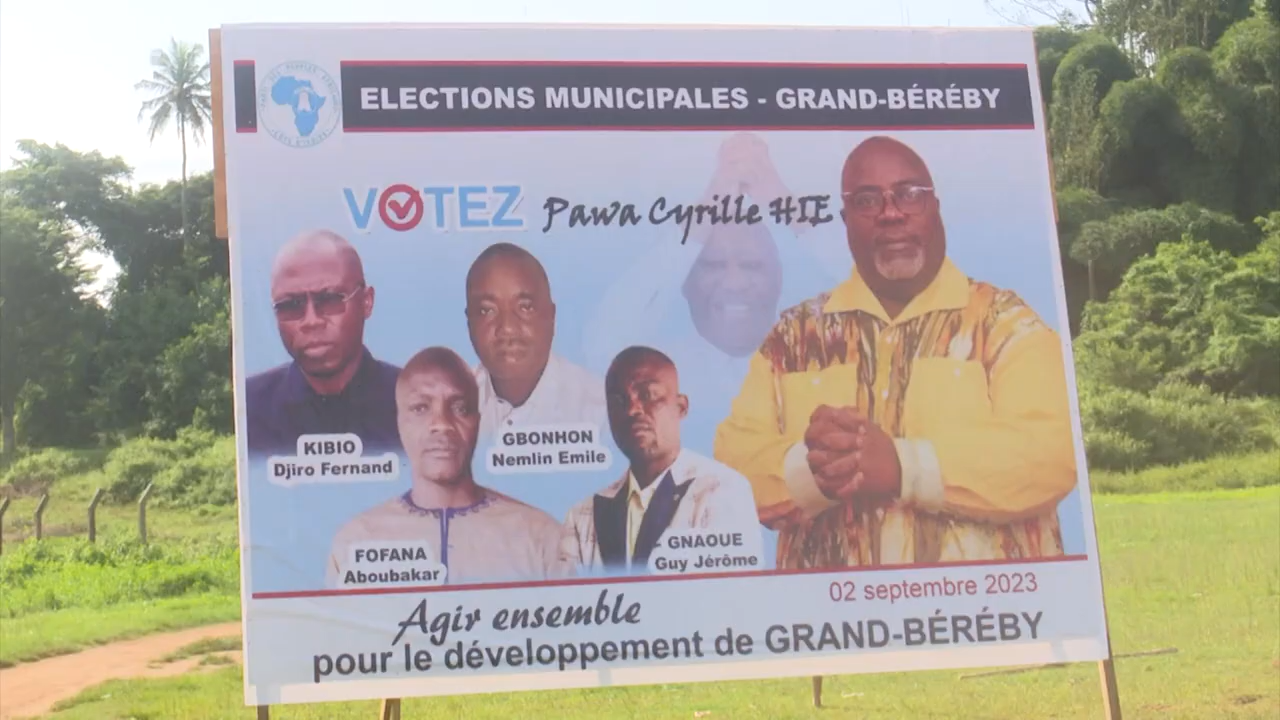 ELECTIONS MUNICIPALES - GRAND-BÉRÉBY
VOTEZ Pawa Cyrille HIE
KIBIO
Djiro Fernand
GBONHON
Nemlin Emile
FOFANA
Aboubakar
GNAOUE
Guy Jérôme
02 septembre 2023
Agir ensemble
pour le développement de GRAND-BÉRÉBY